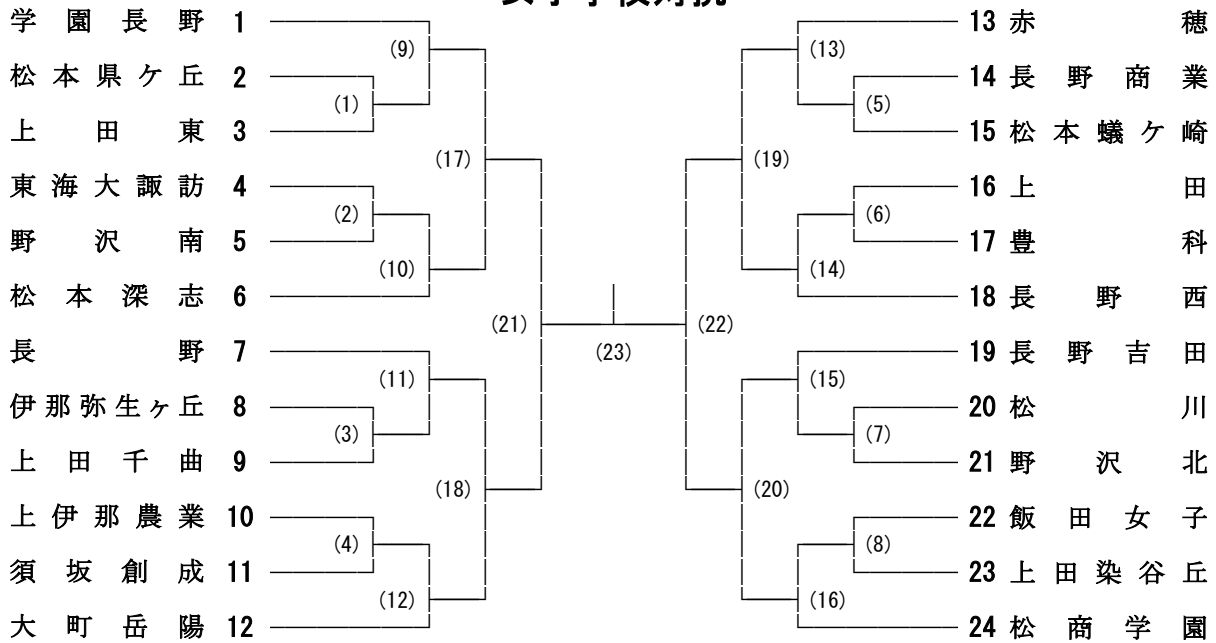 女子学校対抗
学園長野 1
松本県ケ丘 2
上田東 3
東海大諏訪 4
野沢南 5
松本深志 6
長野 7
伊那弥生ヶ丘 8
上田千曲 9
上伊那農業 10
須坂創成 11
大町岳陽 12
(9)
(1)
(17)
(2)
(10)
(21)
(11)
(3)
(18)
(4)
(12)
(23)
(13)
(5)
(19)
(6)
(14)
(22)
(15)
(7)
(20)
(8)
(16)
13 赤穂
14 長野商業
15 松本蟻ケ崎
16 上田
17 豊科
18 長野西
19 長野吉田
20 松川
21 野沢北
22 飯田女子
23 上田染谷丘
24 松商学園